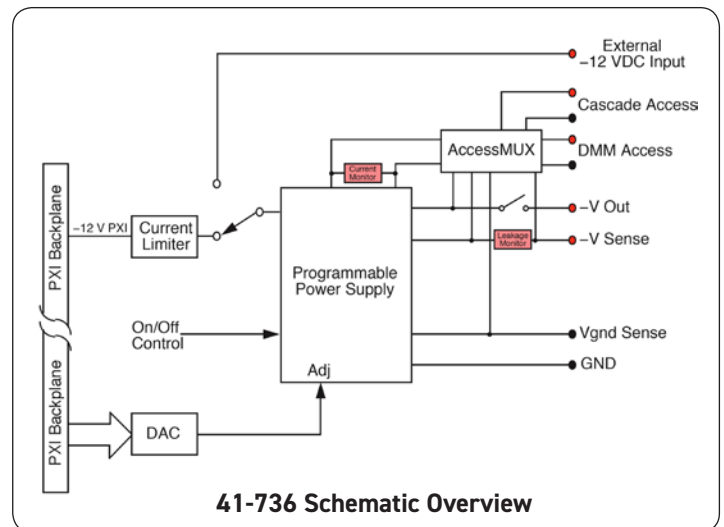 External
–12 VDC Input
Cascade Access
AccessMUX
DMM Access
Current
Monitor
PXI Backplane
–12 V PXI
Current
Limiter
–V Out
Leakage
Monitor
–V Sense
Programmable
Power Supply
On/Off
Control
Vgnd Sense
GND
Adj
PXI Backplane
DAC
41-736 Schematic Overview